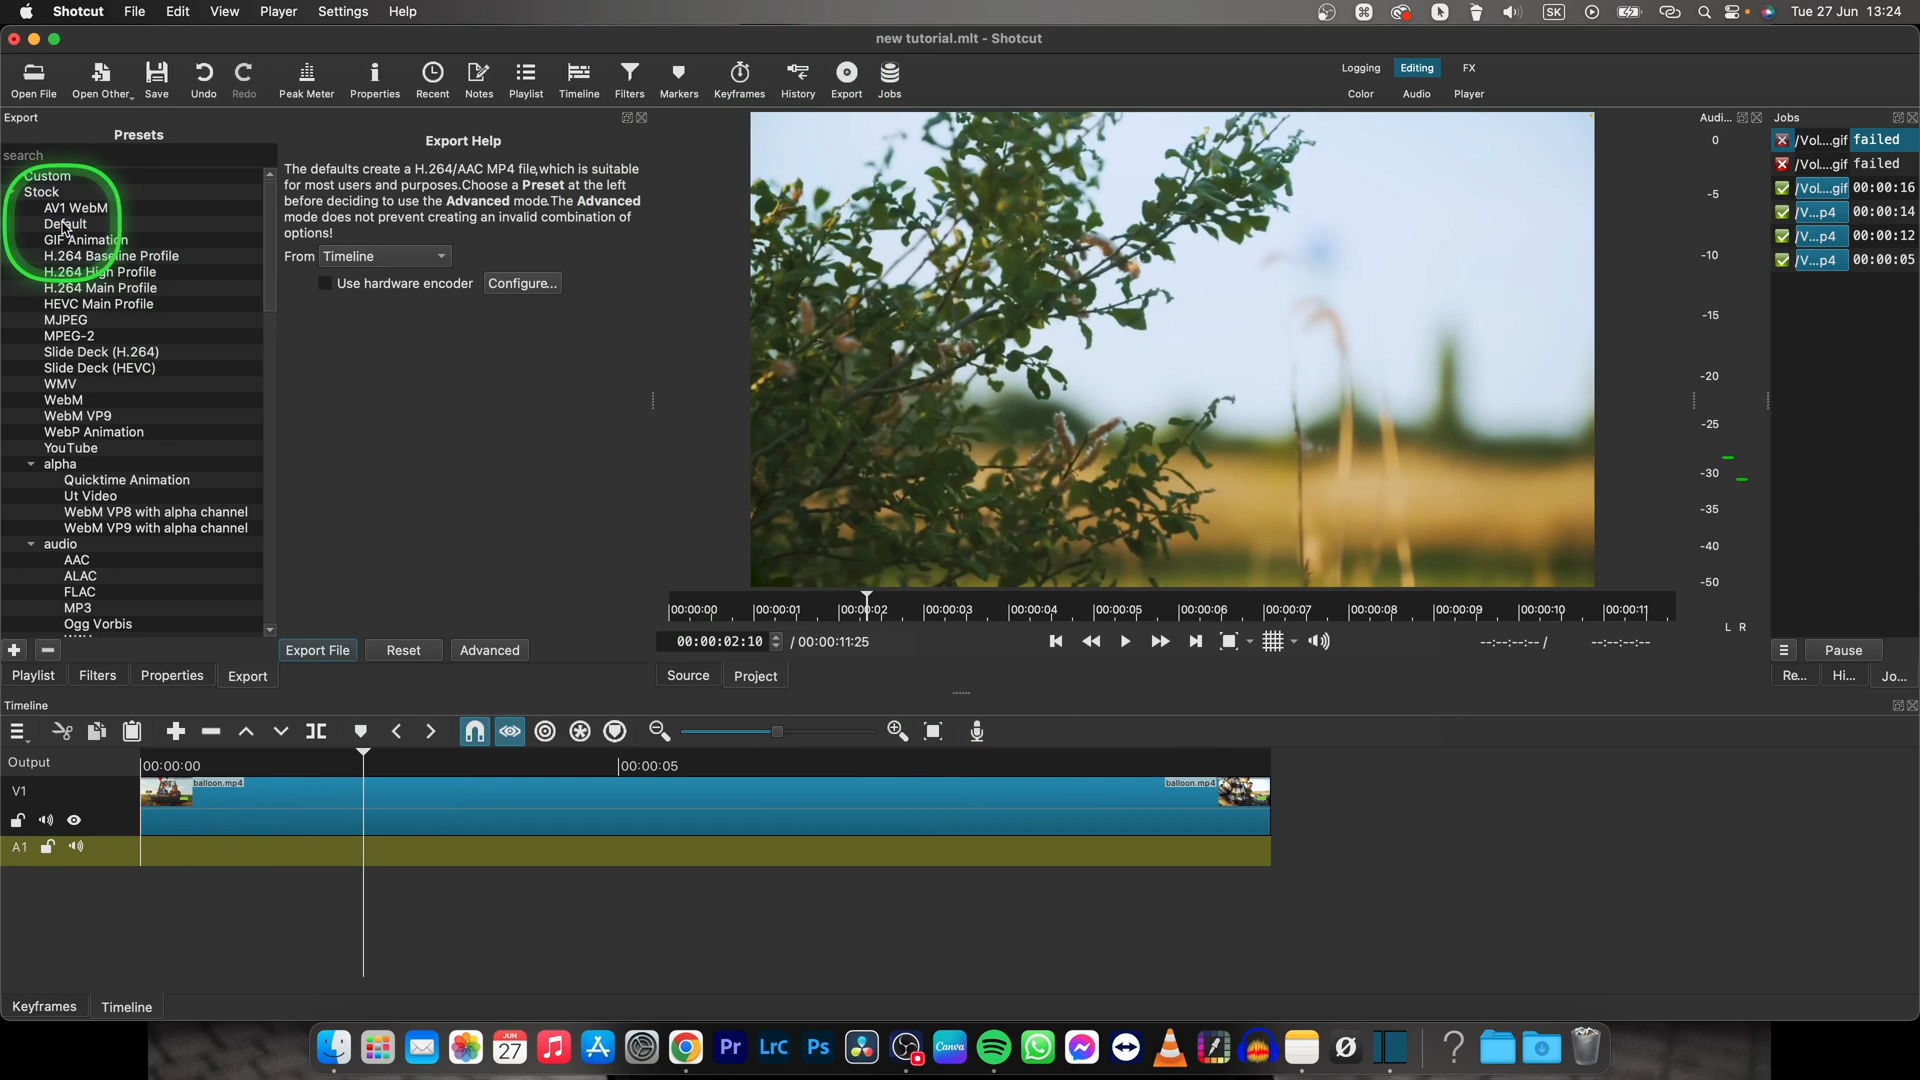 Shotcut File Edit View Player Settings Help SK Tue 27 Jun 13:24
new tutorial.mlt - Shotcut
Open File Open Other... Save Undo Redo Peak Meter Properties Recent Notes Playlist Timeline Filters Markers Keyframes History Export Jobs
Logging Editing FX
Color Audio Player
Export
Presets
search
Custom
Stock
AV1 WebM
Default
GIF Animation
H.264 Baseline Profile
H.264 High Profile
H.264 Main Profile
HEVC Main Profile
MJPEG
MPEG-2
Slide Deck (H.264)
Slide Deck (HEVC)
WMV
WebM
WebM VP9
WebP Animation
YouTube
alpha
Quicktime Animation
Ut Video
WebM VP8 with alpha channel
WebM VP9 with alpha channel
audio
AAC
ALAC
FLAC
MP3
Ogg Vorbis
Export Help
The defaults create a H.264/AAC MP4 file,which is suitable
for most users and purposes.Choose a Preset at the left
before deciding to use the Advanced mode.The Advanced
mode does not prevent creating an invalid combination of
options!
From Timeline
Use hardware encoder Configure...
Export File Reset Advanced
Playlist Filters Properties Export
00:00:00 00:00:01 00:00:02 00:00:03 00:00:04 00:00:05 00:00:06 00:00:07 00:00:08 00:00:09 00:00:10 00:00:11
00:00:02:10 / 00:00:11:25 --:--:--:-- / --:--:--:--
Source Project
Audi...
0
-5
-10
-15
-20
-25
-30
-35
-40
-45
-50
L R
Jobs
/Vol....gif failed
/Vol....gif failed
/Vol....gif 00:00:16
/V...p4 00:00:14
/V...p4 00:00:12
/V...p4 00:00:05
Pause
Re... Hi... Jo...
Timeline
Output 00:00:00 00:00:05
V1 balloon.mp4 balloon.mp4
A1
Keyframes Timeline
JUN
27
Pr LrC Ps Canva